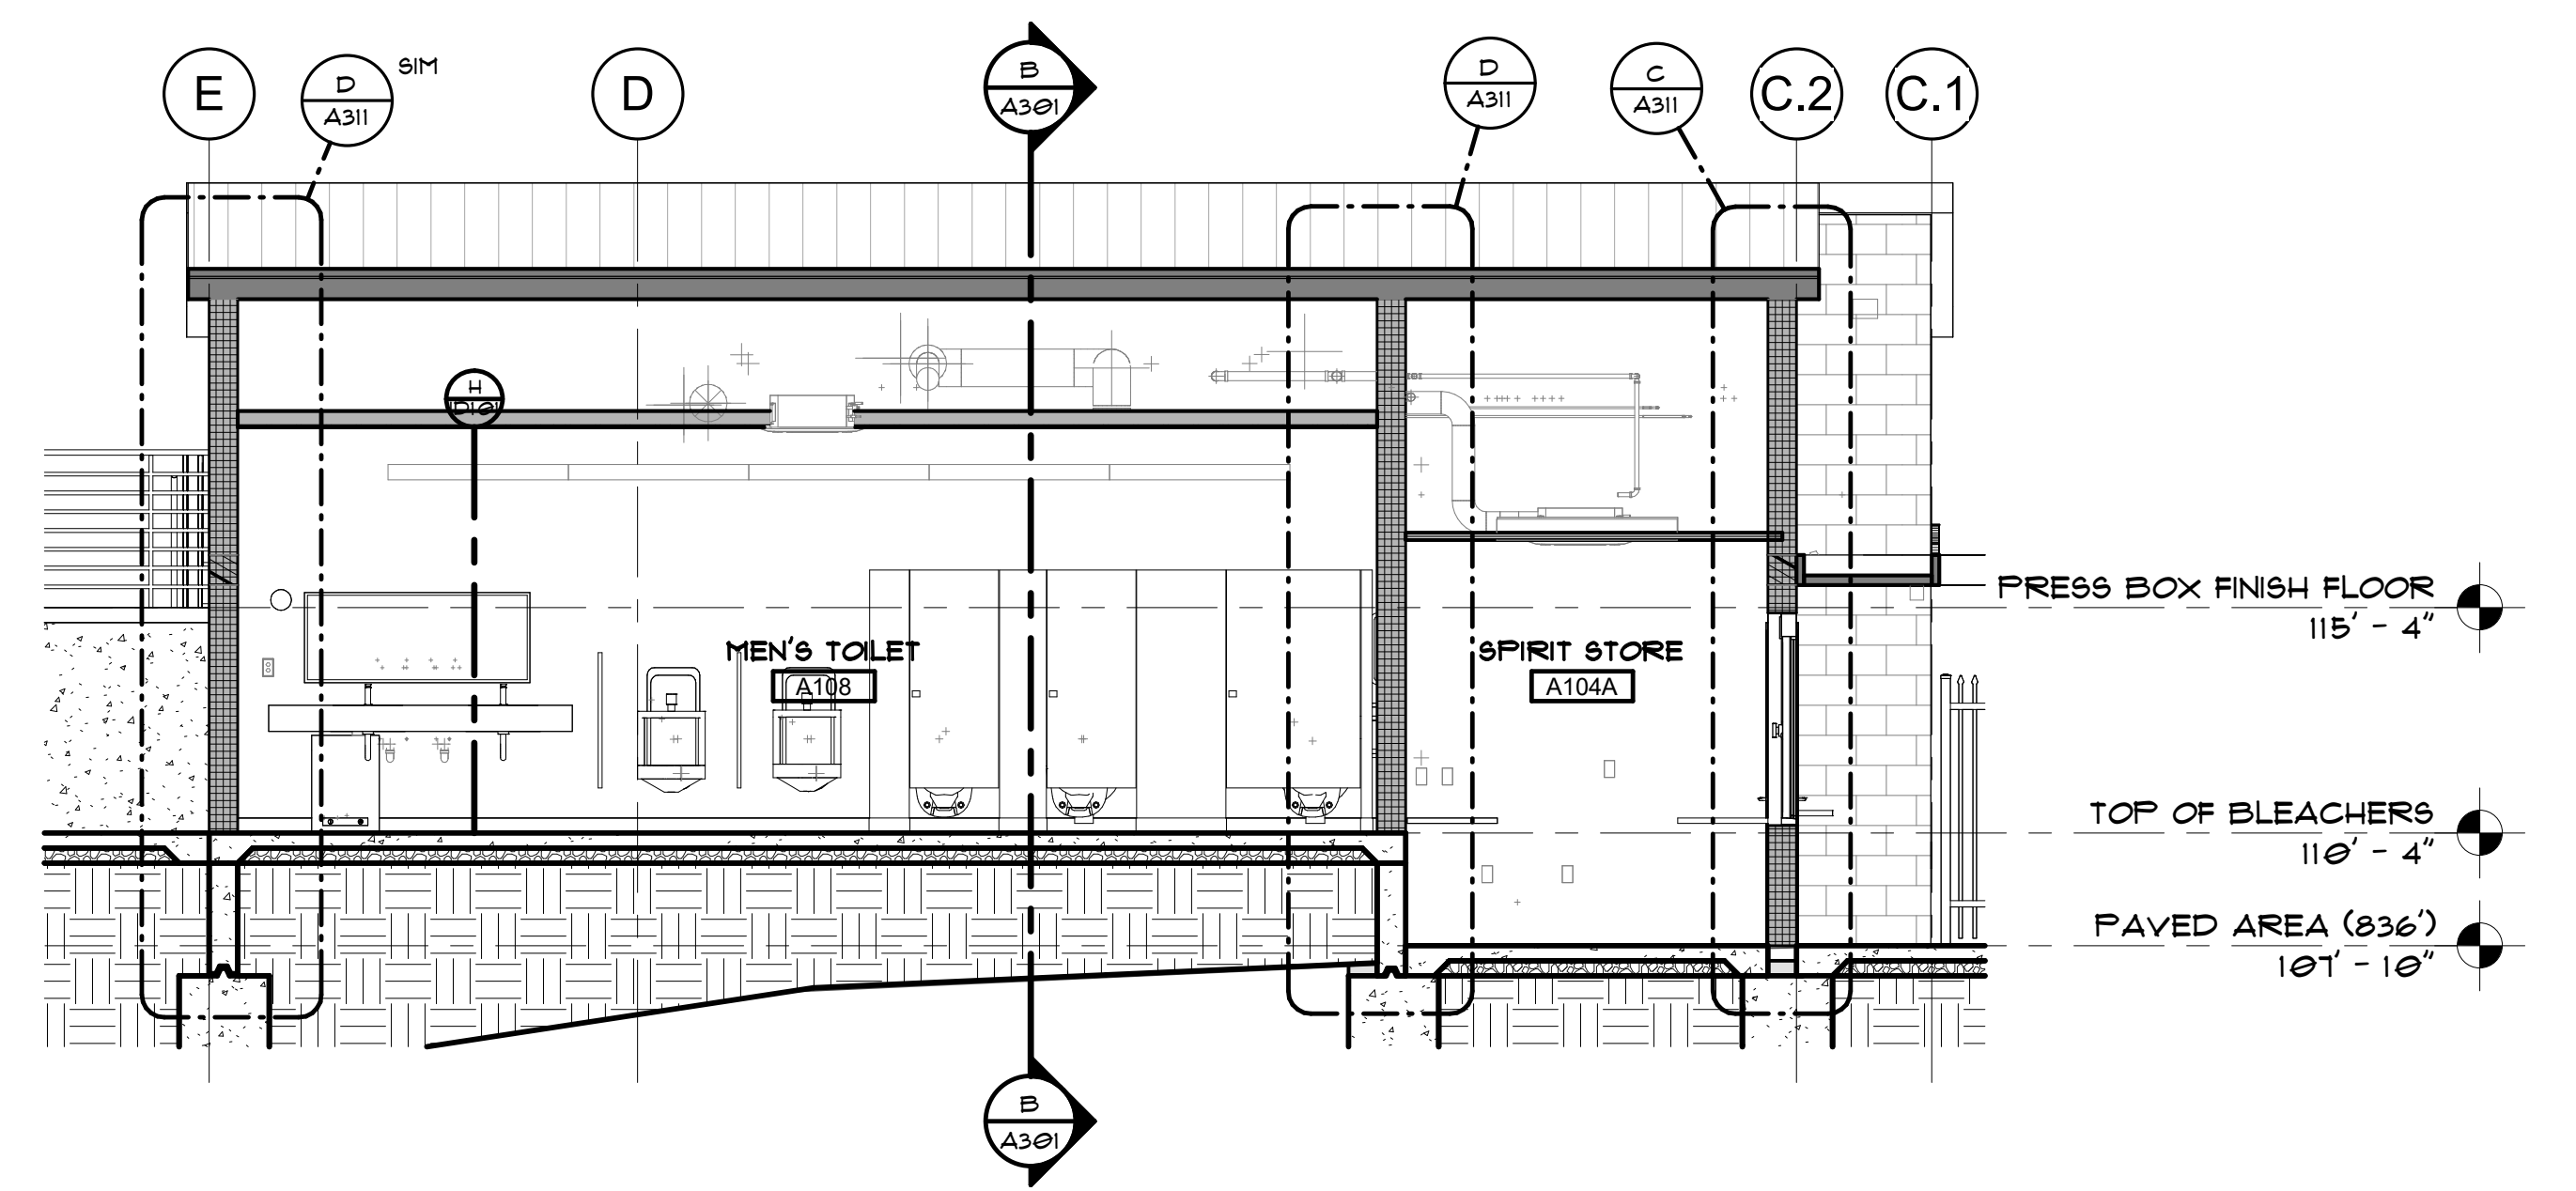 E
D
A311
SIM
D
B
A301
D
A311
C
A311
C.2
C.1
H
ID101
PRESS BOX FINISH FLOOR
115' - 4"
MEN'S TOILET
A108
SPIRIT STORE
A104A
TOP OF BLEACHERS
110' - 4"
PAVED AREA (836')
107' - 10"
B
A301